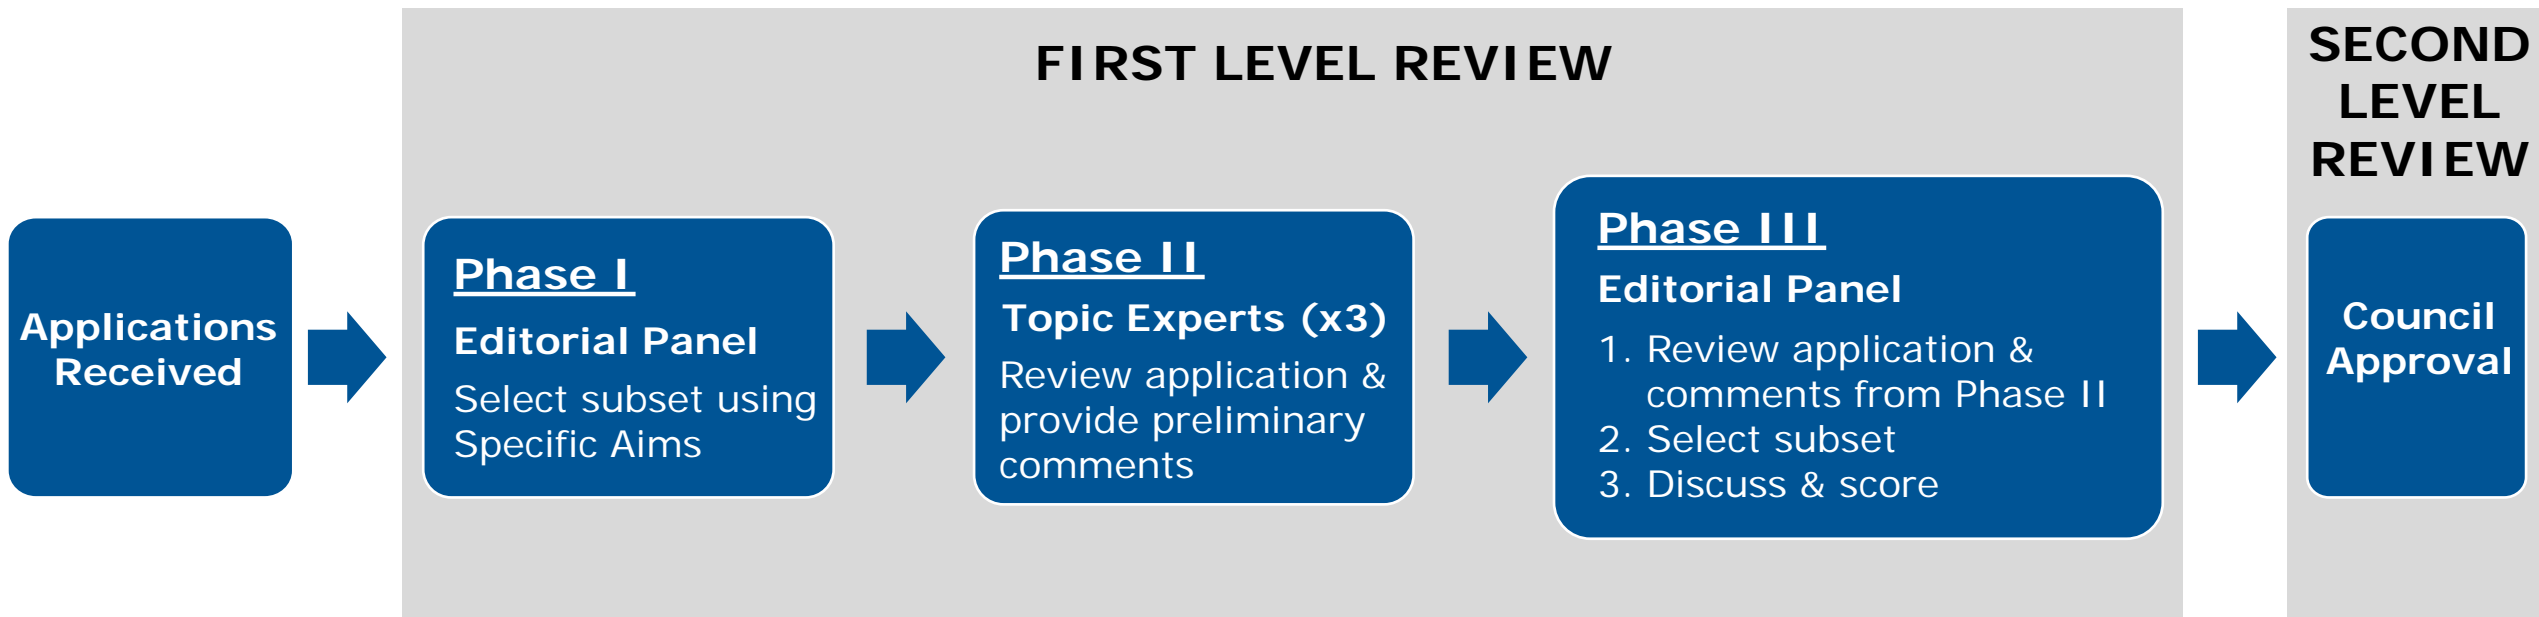 FIRST LEVEL REVIEW
SECOND
LEVEL
REVIEW
Applications
Received
Phase I
Editorial Panel
Select subset using
Specific Aims
Phase II
Topic Experts (x3)
Review application &
provide preliminary
comments
Phase III
Editorial Panel
1. Review application &
comments from Phase II
2. Select subset
3. Discuss & score
Council
Approval